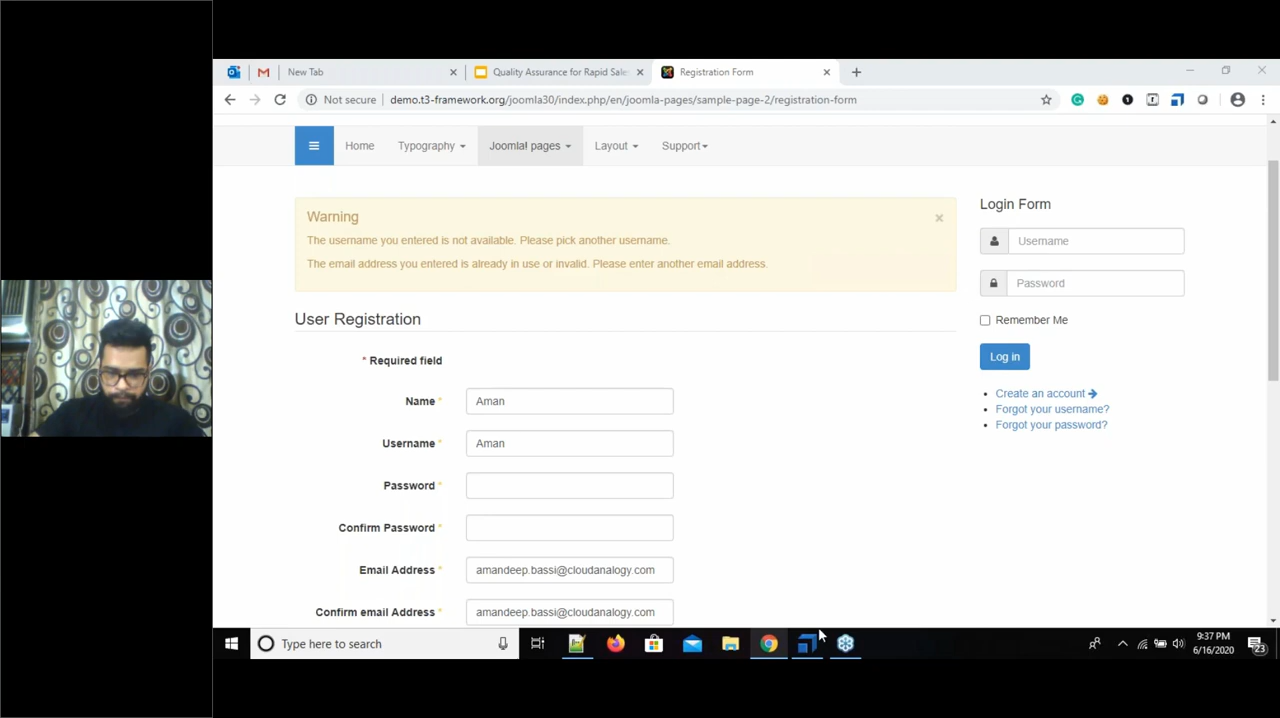 New Tab
Quality Assurance for Rapid Sale
Registration Form
Not secure
demo.t3-framework.org/joomla30/index.php/en/joomla-pages/sample-page-2/registration-form
Home
Typography
Joomla! pages
Layout
Support
Warning
The username you entered is not available. Please pick another username.
The email address you entered is already in use or invalid. Please enter another email address.
User Registration
* Required field
Name *
Aman
Username *
Aman
Password *
Confirm Password *
Email Address *
amandeep.bassi@cloudanalogy.com
Confirm email Address *
amandeep.bassi@cloudanalogy.com
Login Form
Username
Password
Remember Me
Log in
Create an account
Forgot your username?
Forgot your password?
Type here to search
9:37 PM
6/16/2020
23